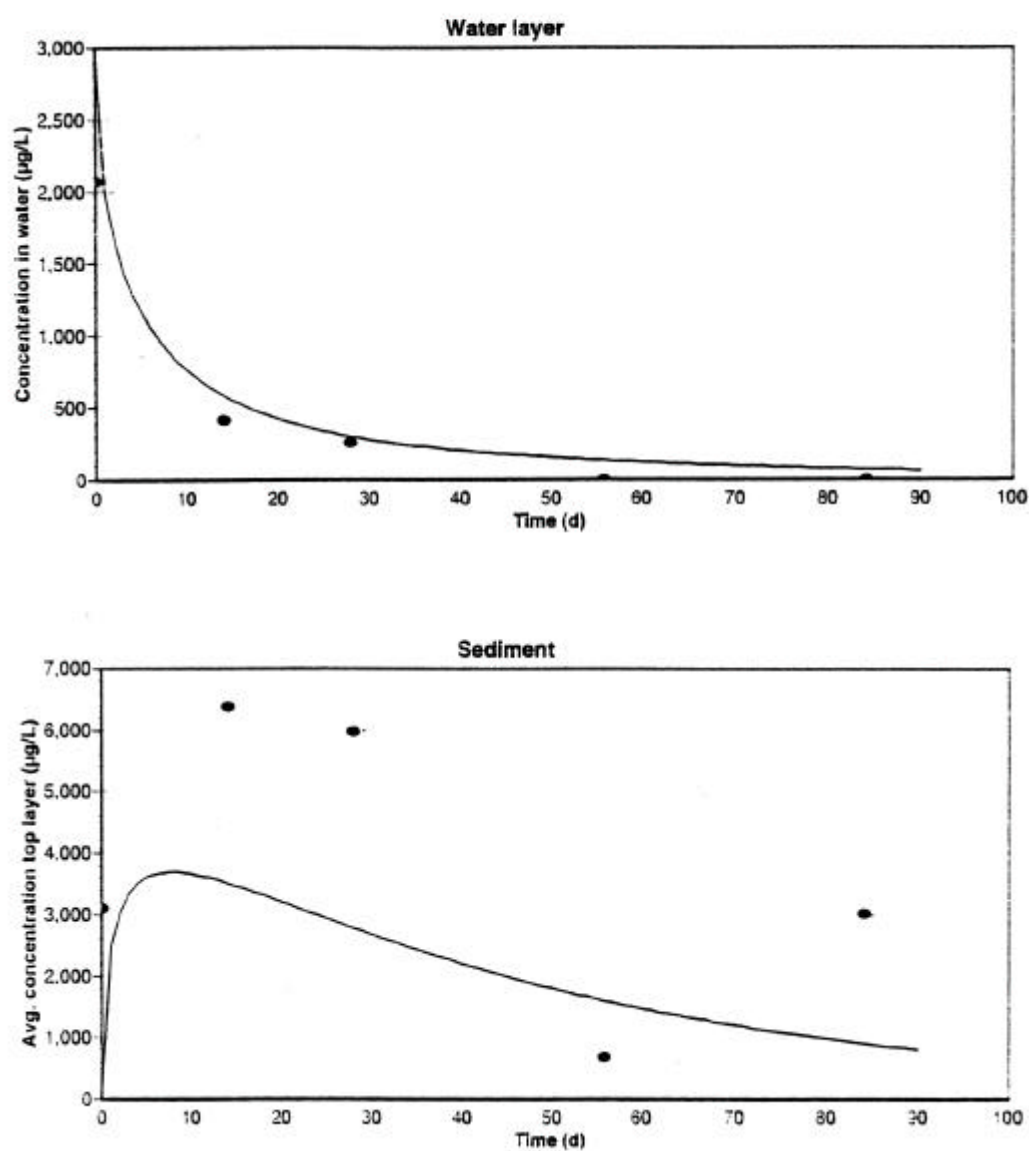 Water layer
Concentration in water (µg/L)
3,000
2,500
2,000
1,500
1,000
500
0
0 10 20 30 40 50 60 70 80 90 100
Time (d)
Sediment
Avg. concentration top layer (µg/L)
7,000
6,000
5,000
4,000
3,000
2,000
1,000
0
0 10 20 30 40 50 60 70 80 90 100
Time (d)